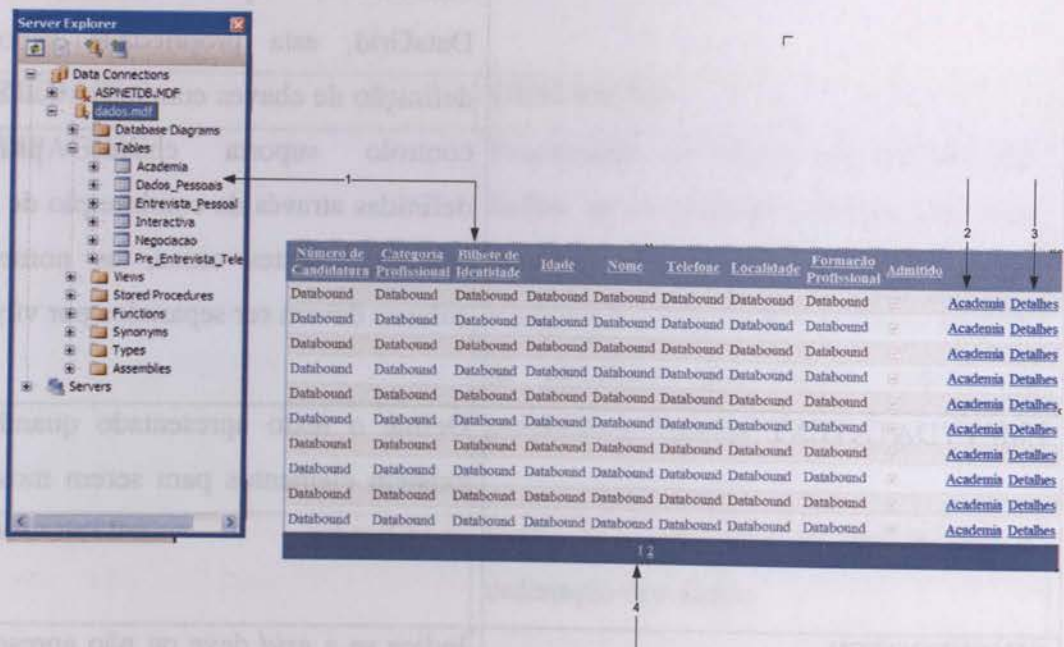 Server Explorer
Data Connections
ASPNETDB.MDF
dados.mdf
Database Diagrams
Tables
Academia
Dados_Pessoais
Entrevista_Pessoal
Interactiva
Negociacao
Pre_Entrevista_Tele
Views
Stored Procedures
Functions
Synonyms
Types
Assemblies
Servers
1
2
3
Número de Candidatura Categoria Profissional Bilhete de Identidade Idade Nome Telefone Localidade Formação Profissional Admitido
Databound Databound Databound Databound Databound Databound Databound Databound Academia Detalhes
Databound Databound Databound Databound Databound Databound Databound Databound Academia Detalhes
Databound Databound Databound Databound Databound Databound Databound Databound Academia Detalhes
Databound Databound Databound Databound Databound Databound Databound Databound Academia Detalhes
Databound Databound Databound Databound Databound Databound Databound Databound Academia Detalhes
Databound Databound Databound Databound Databound Databound Databound Databound Academia Detalhes
Databound Databound Databound Databound Databound Databound Databound Databound Academia Detalhes
Databound Databound Databound Databound Databound Databound Databound Databound Academia Detalhes
Databound Databound Databound Databound Databound Databound Databound Databound Academia Detalhes
Databound Databound Databound Databound Databound Databound Databound Databound Academia Detalhes
1 2
4